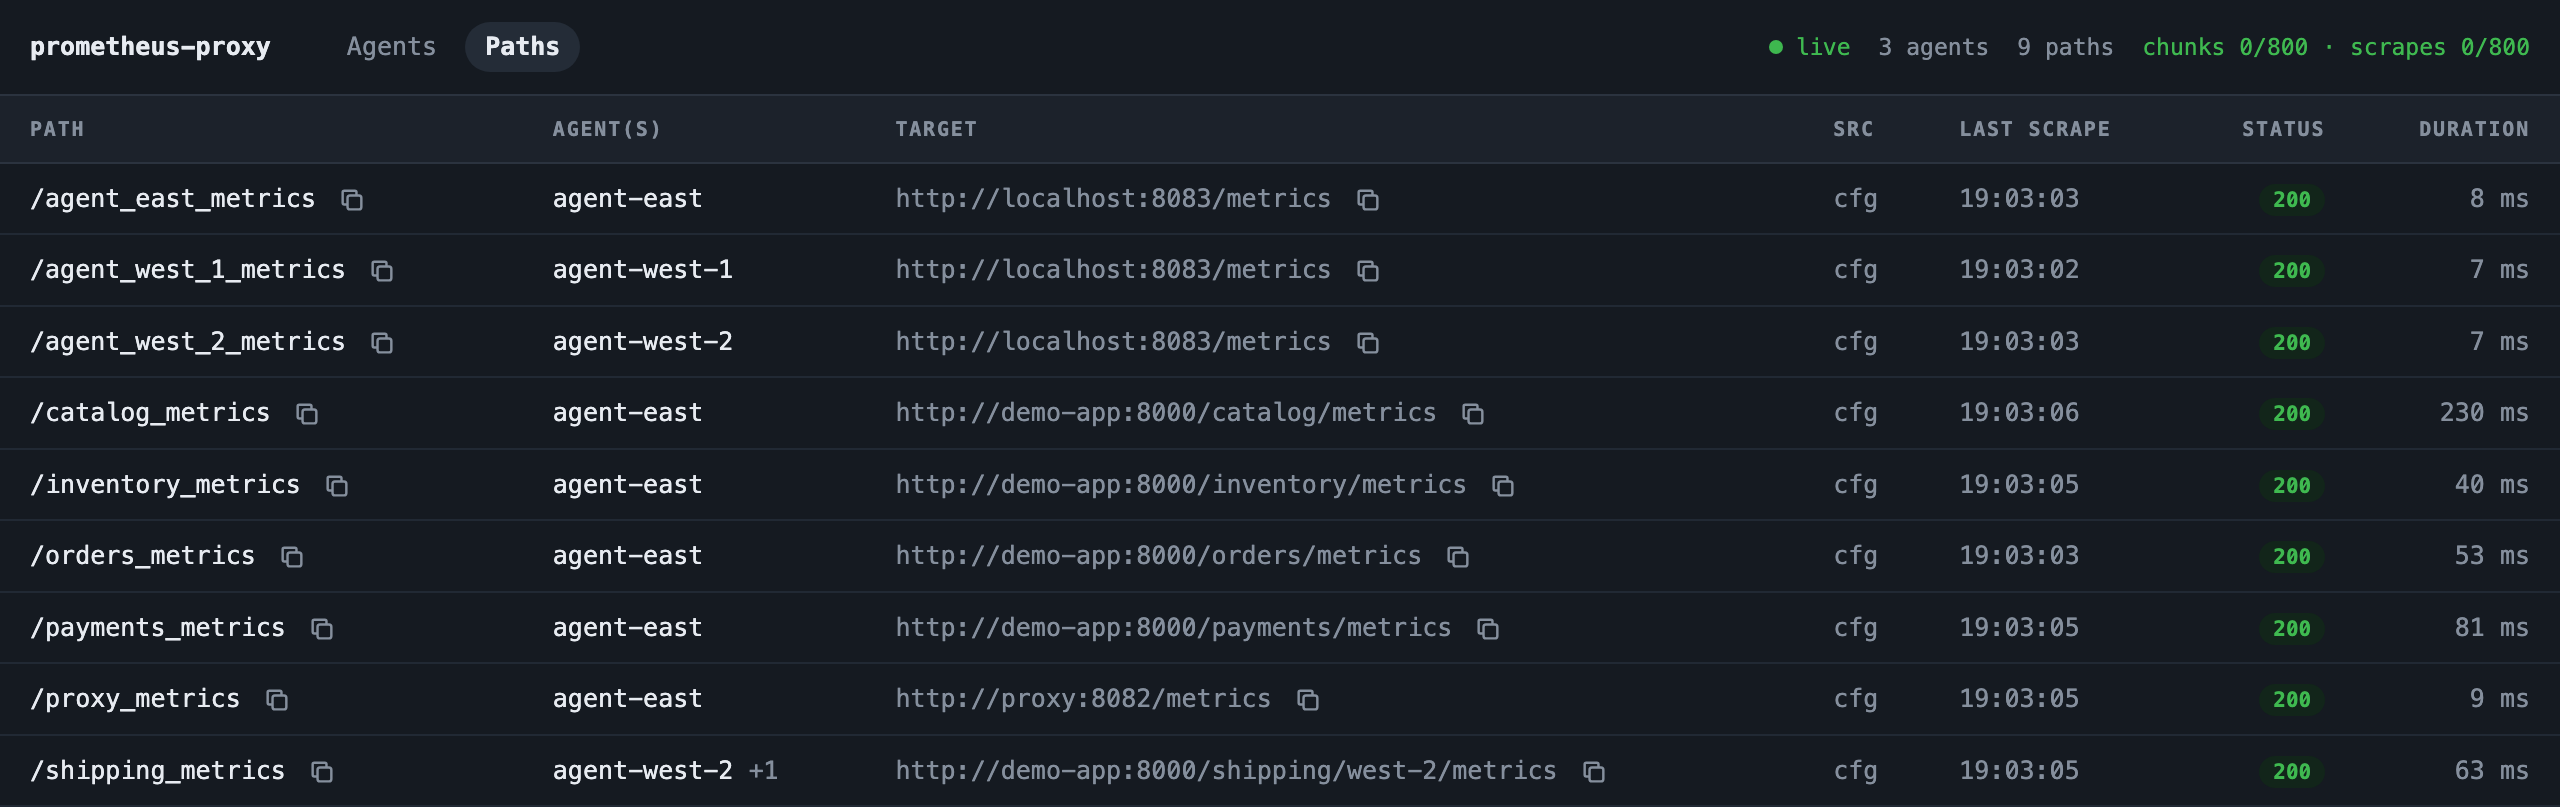 prometheus-proxy Agents Paths live 3 agents 9 paths chunks 0/800 · scrapes 0/800
PATH AGENT(S) TARGET SRC LAST SCRAPE STATUS DURATION
/agent_east_metrics agent-east http://localhost:8083/metrics cfg 19:03:03 200 8 ms
/agent_west_1_metrics agent-west-1 http://localhost:8083/metrics cfg 19:03:02 200 7 ms
/agent_west_2_metrics agent-west-2 http://localhost:8083/metrics cfg 19:03:03 200 7 ms
/catalog_metrics agent-east http://demo-app:8000/catalog/metrics cfg 19:03:06 200 230 ms
/inventory_metrics agent-east http://demo-app:8000/inventory/metrics cfg 19:03:05 200 40 ms
/orders_metrics agent-east http://demo-app:8000/orders/metrics cfg 19:03:03 200 53 ms
/payments_metrics agent-east http://demo-app:8000/payments/metrics cfg 19:03:05 200 81 ms
/proxy_metrics agent-east http://proxy:8082/metrics cfg 19:03:05 200 9 ms
/shipping_metrics agent-west-2 +1 http://demo-app:8000/shipping/west-2/metrics cfg 19:03:05 200 63 ms